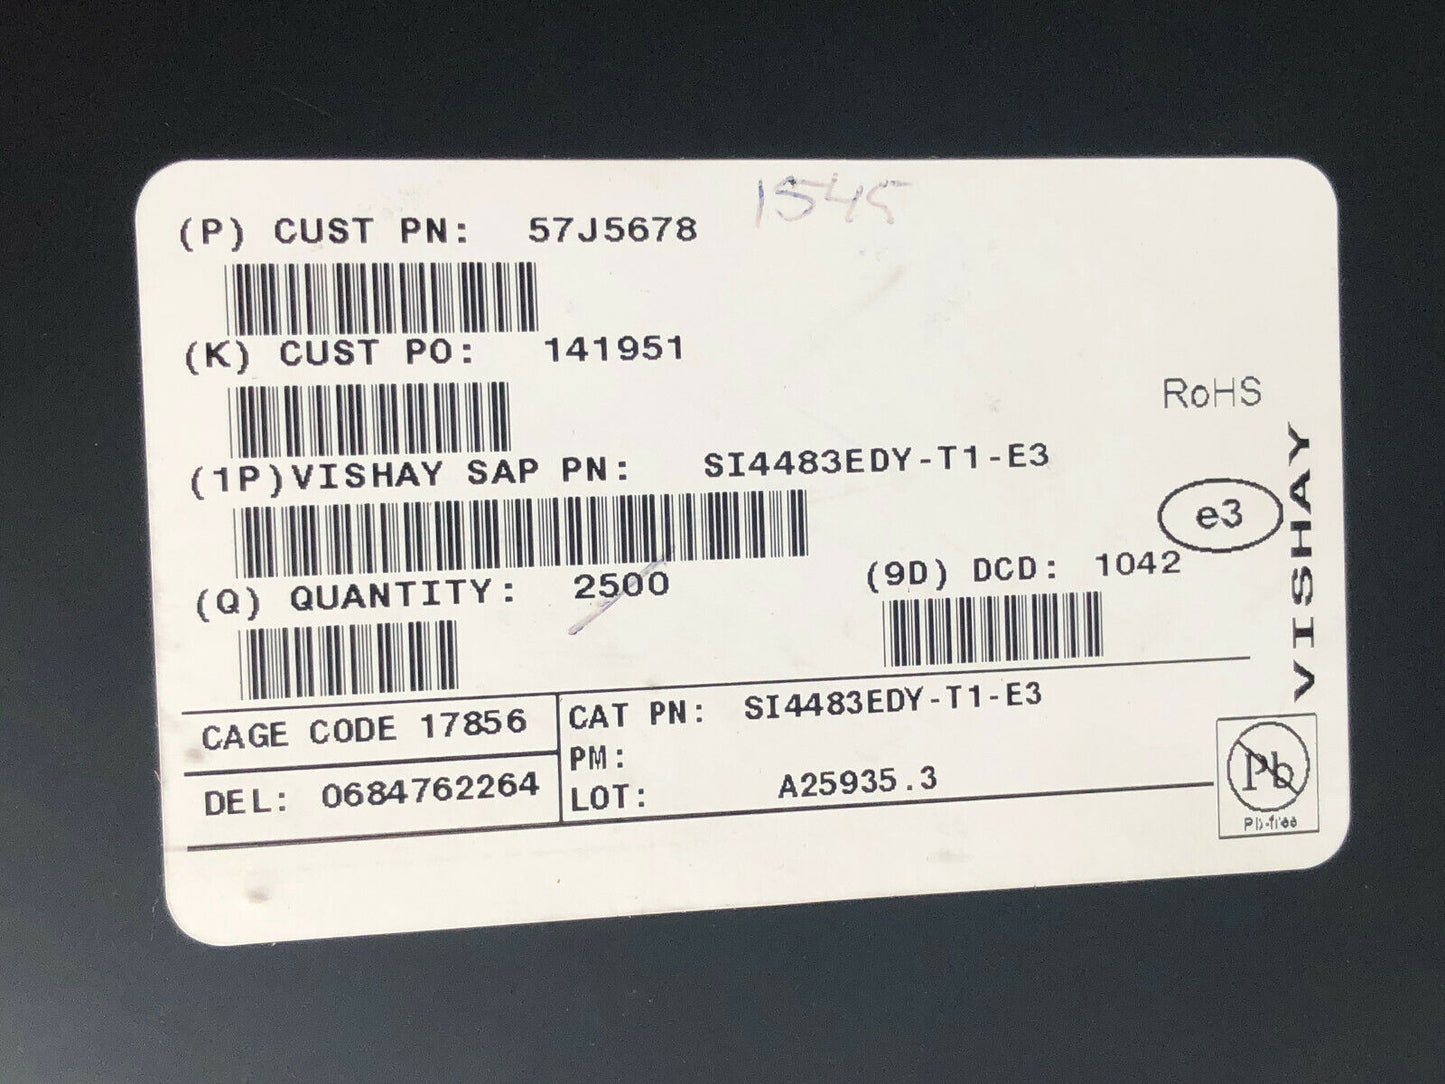 1545
(P) CUST PN: 57J5678
(K) CUST PO: 141951
RoHS
(1P)VISHAY SAP PN: SI4483EDY-T1-E3
e3
VISHAY
(Q) QUANTITY: 2500
(9D) DCD: 1042
CAGE CODE 17856
CAT PN: SI4483EDY-T1-E3
PM:
DEL: 0684762264
LOT: A25935.3
Pb
Pb-free